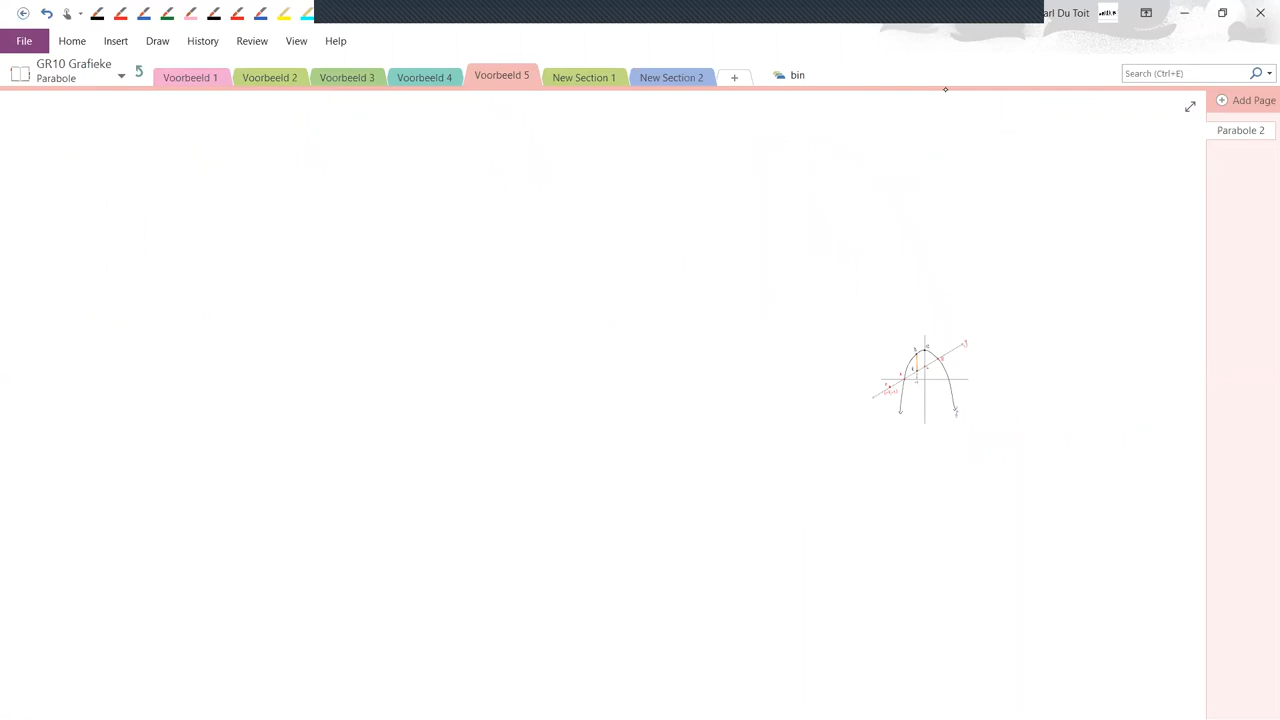 arl Du Toit
File Home Insert Draw History Review View Help
GR10 Grafieke
Parabole
Voorbeeld 1 Voorbeeld 2 Voorbeeld 3 Voorbeeld 4 Voorbeeld 5 New Section 1 New Section 2 + bin
Search (Ctrl+E)
Add Page
Parabole 2